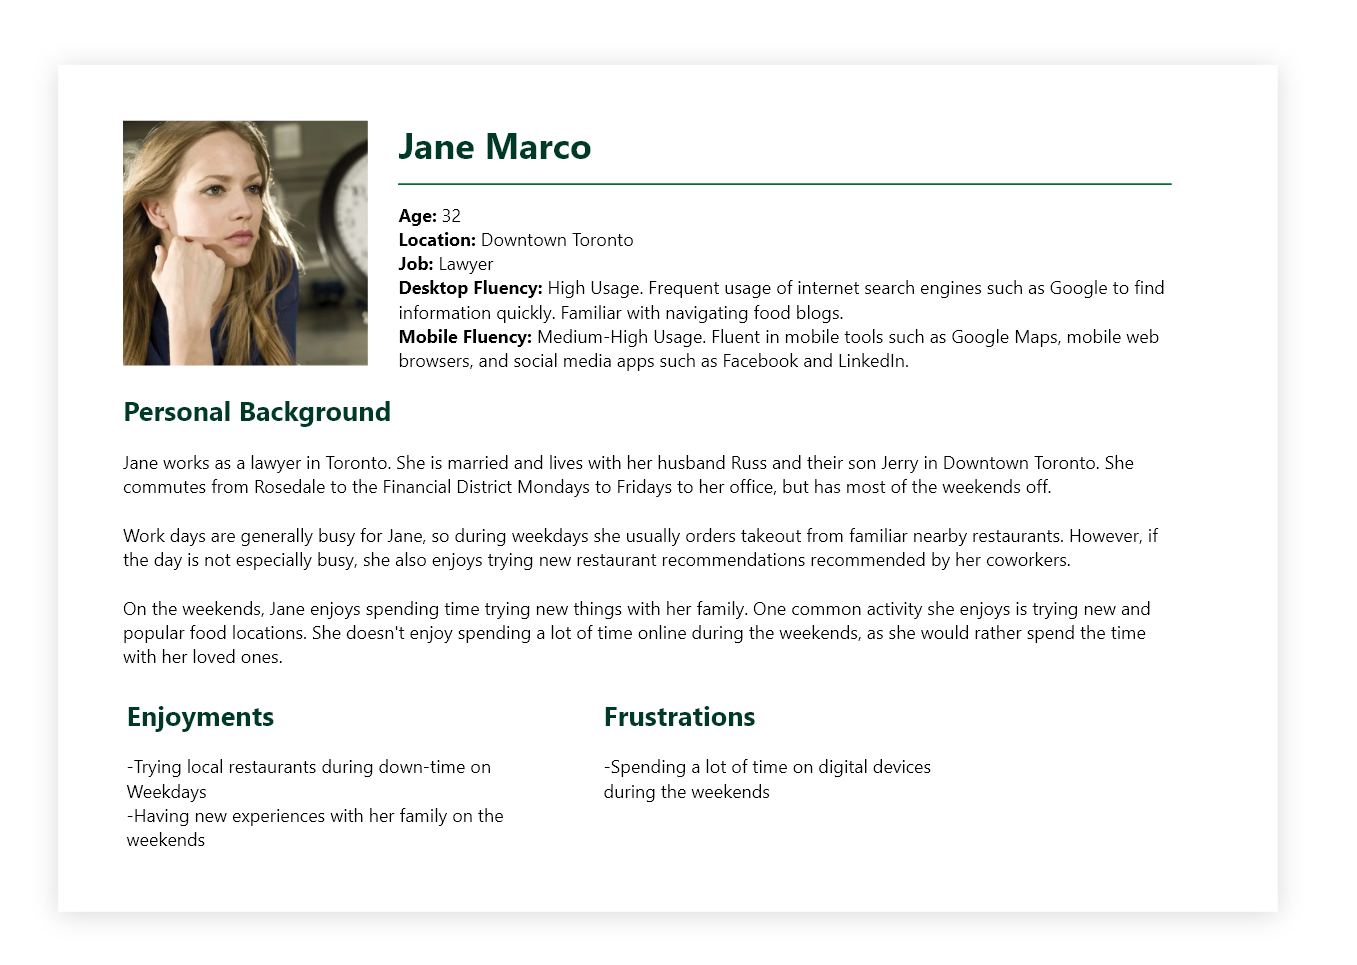 Jane Marco
Age: 32
Location: Downtown Toronto
Job: Lawyer
Desktop Fluency: High Usage. Frequent usage of internet search engines such as Google to find
information quickly. Familiar with navigating food blogs.
Mobile Fluency: Medium-High Usage. Fluent in mobile tools such as Google Maps, mobile web
browsers, and social media apps such as Facebook and LinkedIn.
Personal Background
Jane works as a lawyer in Toronto. She is married and lives with her husband Russ and their son Jerry in Downtown Toronto. She
commutes from Rosedale to the Financial District Mondays to Fridays to her office, but has most of the weekends off.
Work days are generally busy for Jane, so during weekdays she usually orders takeout from familiar nearby restaurants. However, if
the day is not especially busy, she also enjoys trying new restaurant recommendations recommended by her coworkers.
On the weekends, Jane enjoys spending time trying new things with her family. One common activity she enjoys is trying new and
popular food locations. She doesn't enjoy spending a lot of time online during the weekends, as she would rather spend the time
with her loved ones.
Enjoyments
-Trying local restaurants during down-time on
Weekdays
-Having new experiences with her family on the
weekends
Frustrations
-Spending a lot of time on digital devices
during the weekends